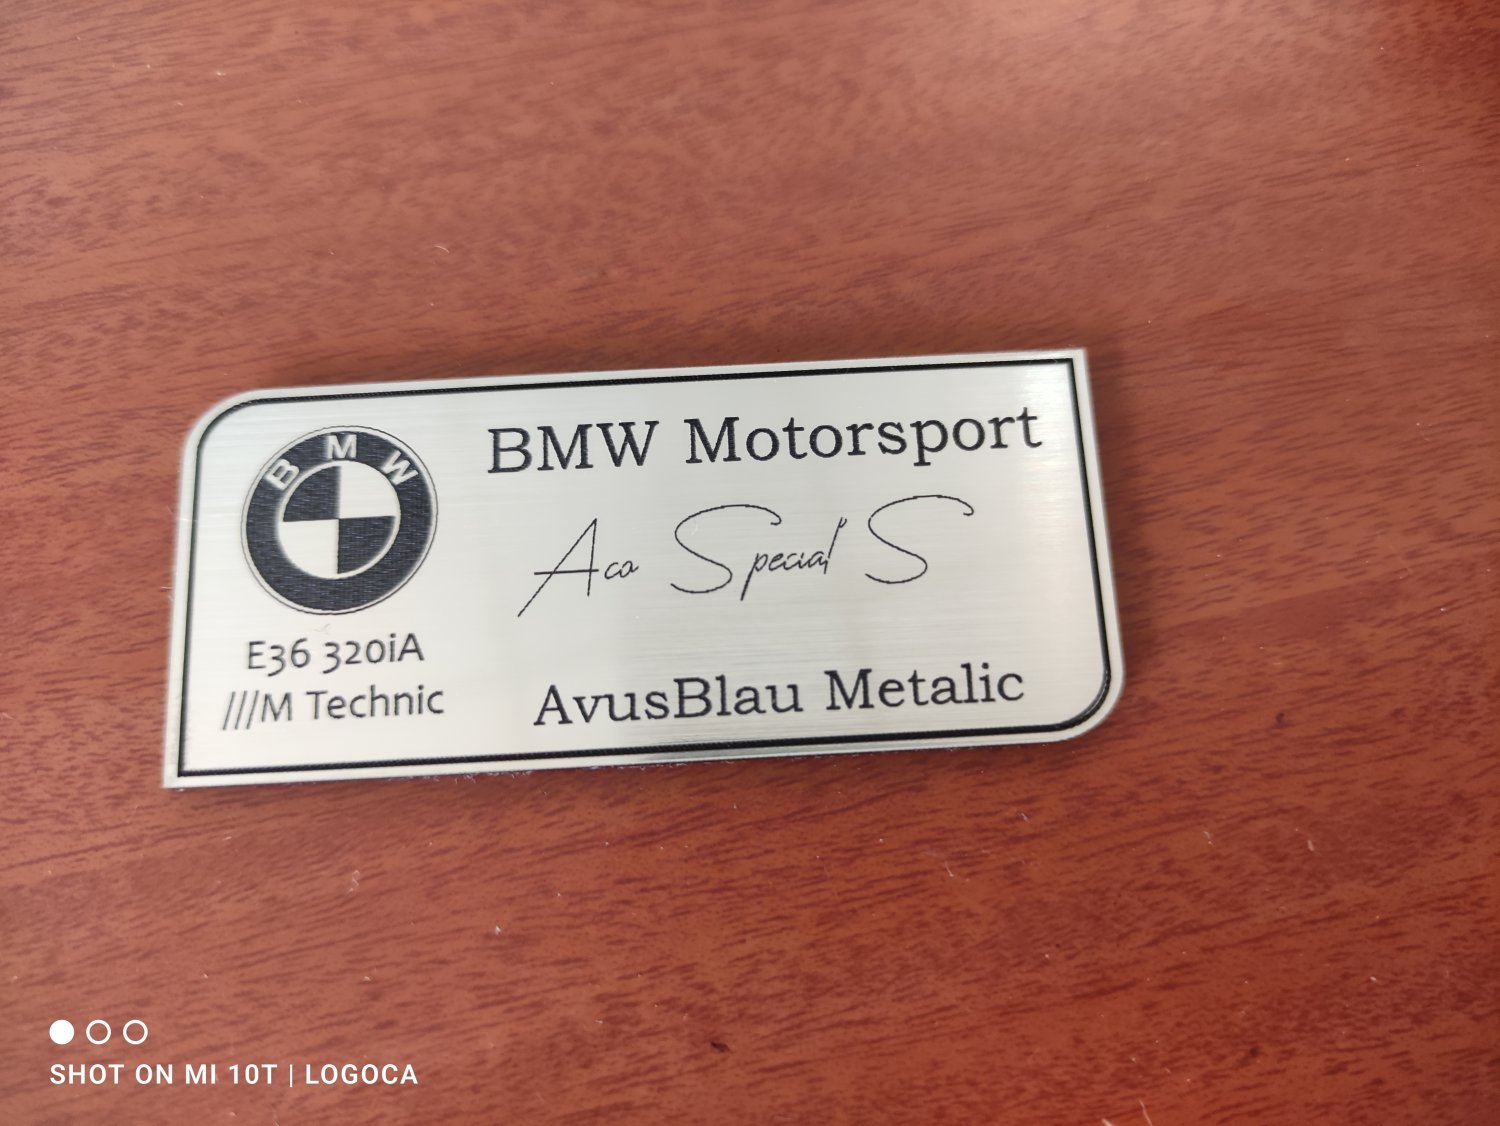 BMW
E36 320iA
///M Technic
BMW Motorsport
Aco Special S
AvusBlau Metalic
SHOT ON MI 10T | LOGOCA